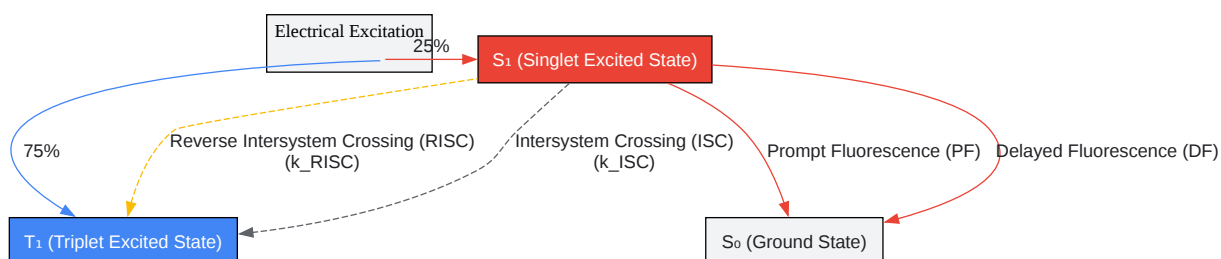 Electrical Excitation
25%
S₁ (Singlet Excited State)
75%
Reverse Intersystem Crossing (RISC)
(k_RISC)
Intersystem Crossing (ISC)
(k_ISC)
Prompt Fluorescence (PF)
Delayed Fluorescence (DF)
T₁ (Triplet Excited State)
S₀ (Ground State)